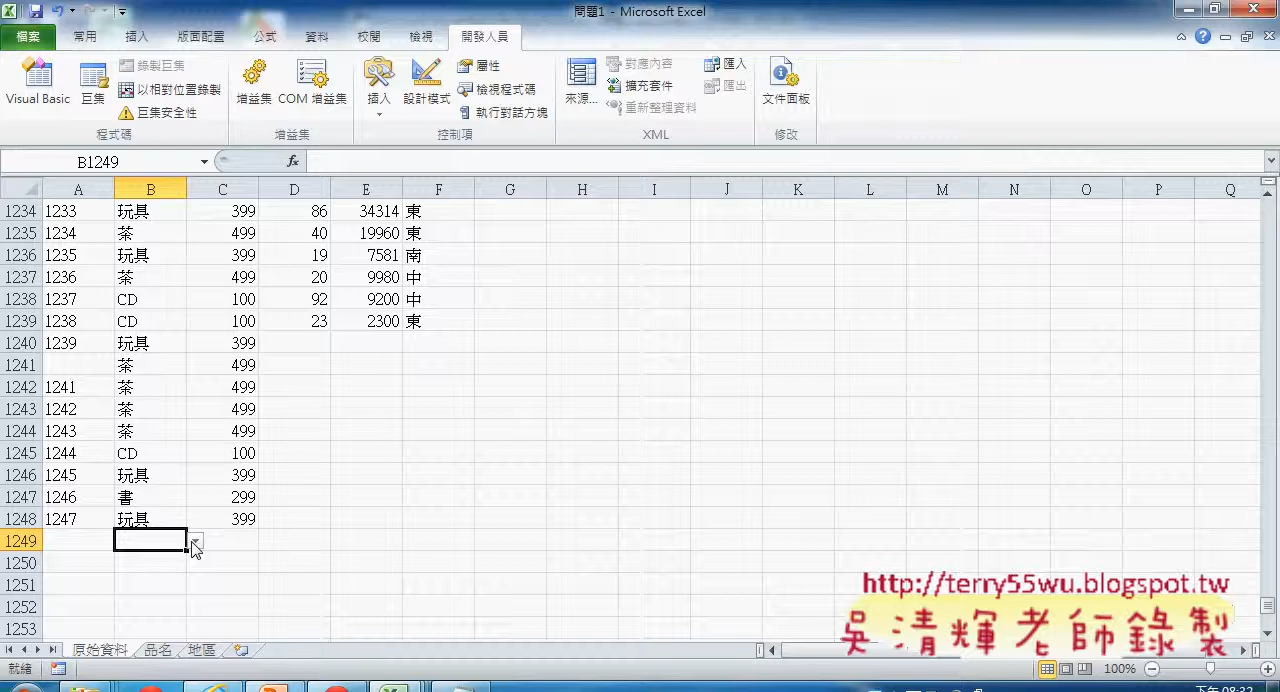 問題1 - Microsoft Excel
檔案 常用 插入 版面配置 公式 資料 校閱 檢視 開發人員
Visual Basic 巨集 錄製巨集 以相對位置錄製 巨集安全性 程式碼
增益集 COM 增益集 增益集
插入 設計模式 屬性 檢視程式碼 執行對話方塊 控制項
來源... 對應內容 擴充套件 重新整理資料 匯入 匯出 XML
文件面板 修改
B1249 fx
A B C D E F G H I J K L M N O P Q
1234 1233 玩具 399 86 34314 東
1235 1234 茶 499 40 19960 東
1236 1235 玩具 399 19 7581 南
1237 1236 茶 499 20 9980 中
1238 1237 CD 100 92 9200 中
1239 1238 CD 100 23 2300 東
1240 1239 玩具 399
1241 茶 499
1242 1241 茶 499
1243 1242 茶 499
1244 1243 茶 499
1245 1244 CD 100
1246 1245 玩具 399
1247 1246 書 299
1248 1247 玩具 399
1249
1250
1251
1252
1253
http://terry55wu.blogspot.tw
吳清輝老師錄製
原始資料 品名 地區
就緒 100%
下午 08:32